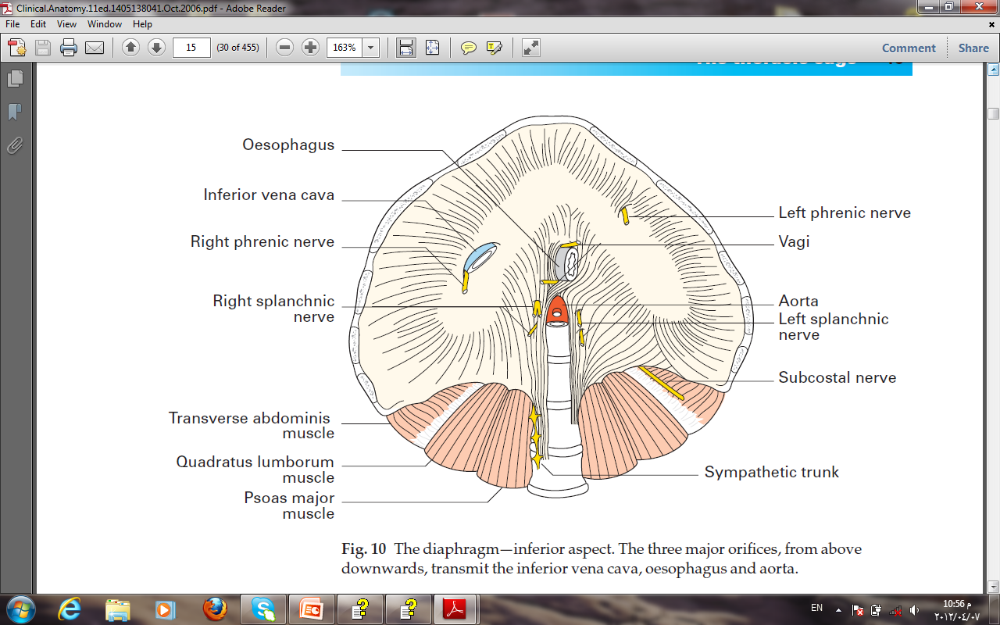 Clinical.Anatomy.11ed.1405138041.Oct.2006.pdf - Adobe Reader
File Edit View Window Help
15 (30 of 455) 163% Comment Share
Oesophagus
Inferior vena cava
Right phrenic nerve
Right splanchnic
nerve
Transverse abdominis
muscle
Quadratus lumborum
muscle
Psoas major
muscle
Left phrenic nerve
Vagi
Aorta
Left splanchnic
nerve
Subcostal nerve
Sympathetic trunk
Fig. 10 The diaphragm—inferior aspect. The three major orifices, from above
downwards, transmit the inferior vena cava, oesophagus and aorta.
EN
10:56 م
٢٠١٢/٠٤/٠٧